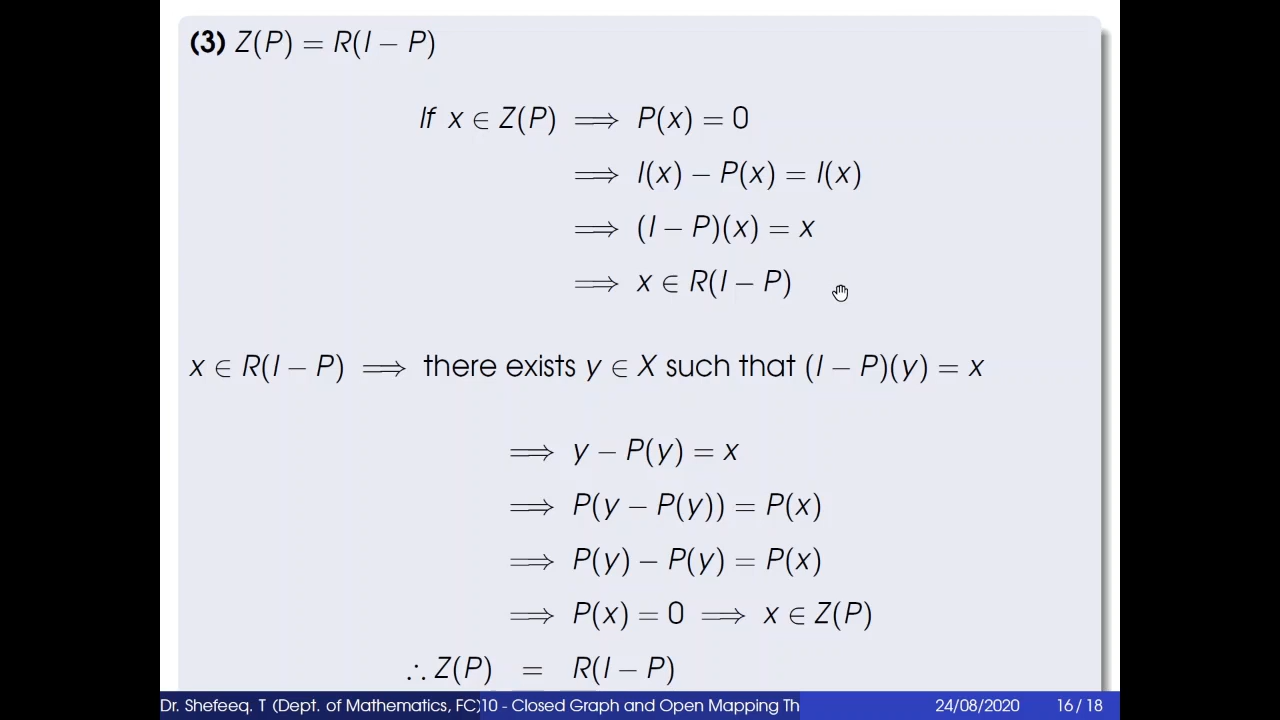 (3) Z(P) = R(I − P)
If x ∈ Z(P) ⟹ P(x) = 0
⟹ I(x) − P(x) = I(x)
⟹ (I − P)(x) = x
⟹ x ∈ R(I − P)
x ∈ R(I − P) ⟹ there exists y ∈ X such that (I − P)(y) = x
⟹ y − P(y) = x
⟹ P(y − P(y)) = P(x)
⟹ P(y) − P(y) = P(x)
⟹ P(x) = 0 ⟹ x ∈ Z(P)
∴ Z(P) = R(I − P)
Dr. Shefeeq. T (Dept. of Mathematics, FC) 10 - Closed Graph and Open Mapping Th 24/08/2020 16 / 18